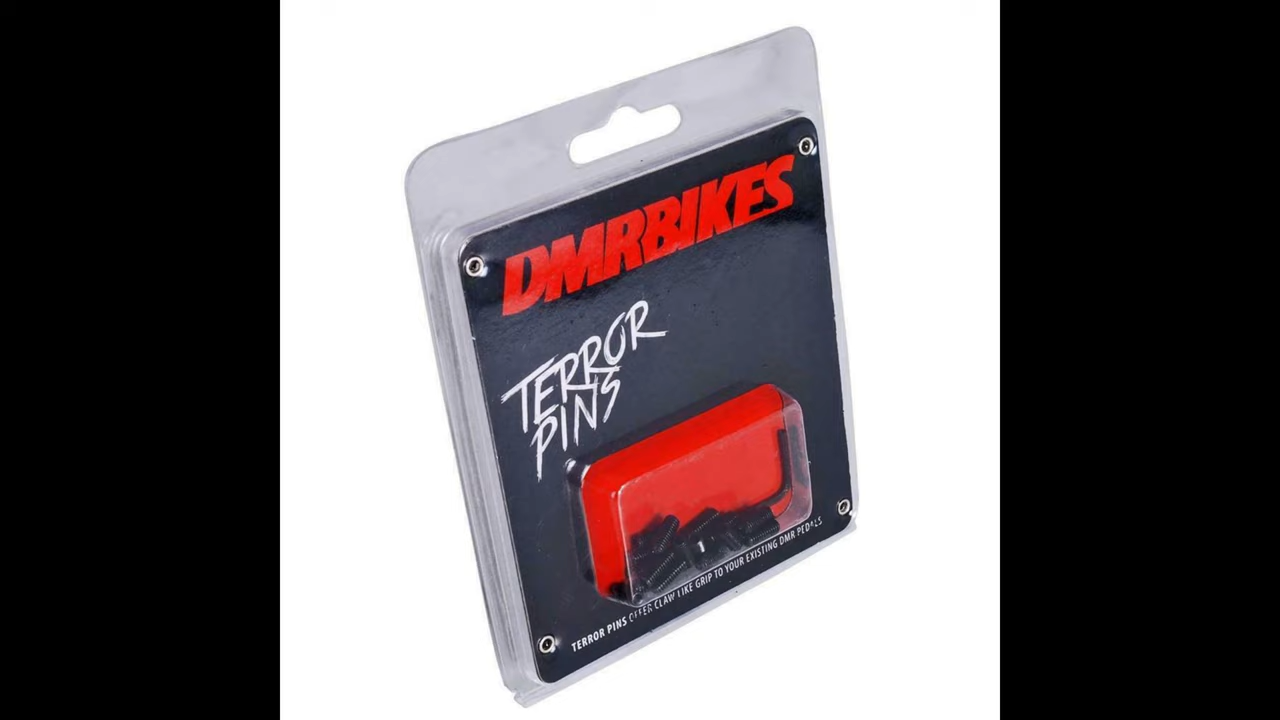 DMRBIKES
TERROR
PINS
TERROR PINS OFFER CLAW LIKE GRIP TO YOUR EXISTING DMR PEDALS